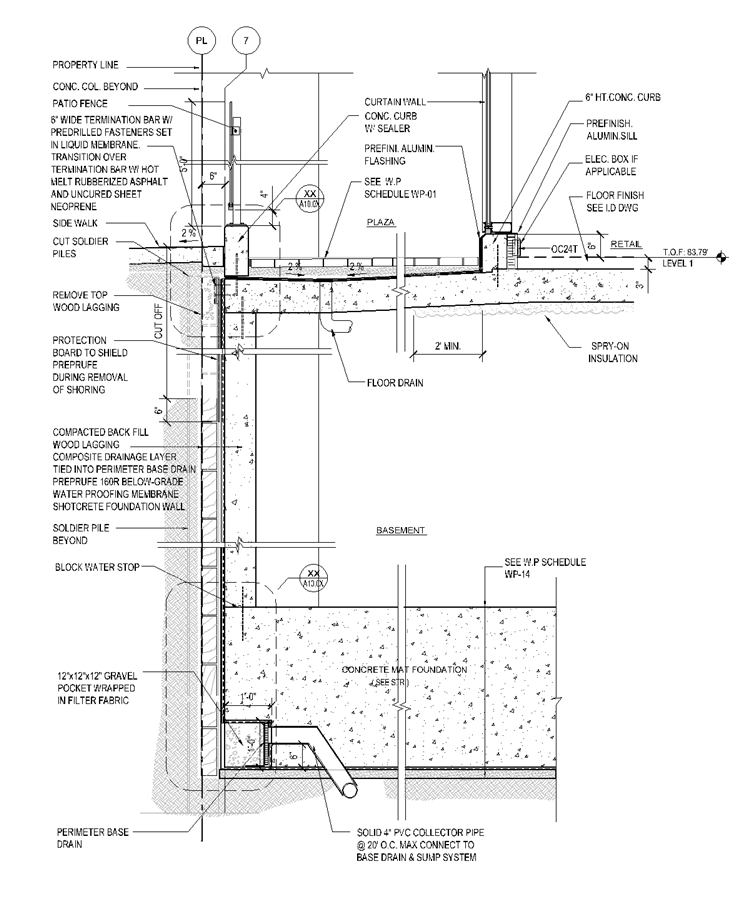 PL
7
PROPERTY LINE
CONC. COL. BEYOND
PATIO FENCE
6" WIDE TERMINATION BAR W/
PREDRILLED FASTENERS SET
IN LIQUID MEMBRANE.
TRANSITION OVER
TERMINATION BAR W/ HOT
MELT RUBBERIZED ASPHALT
AND UNCURED SHEET
NEOPRENE
SIDE WALK
CUT SOLDIER
PILES
REMOVE TOP
WOOD LAGGING
PROTECTION
BOARD TO SHIELD
PREPRUFE
DURING REMOVAL
OF SHORING
COMPACTED BACK FILL
WOOD LAGGING
COMPOSITE DRAINAGE LAYER
TIED INTO PERIMETER BASE DRAIN
PREPRUFE 160R BELOW-GRADE
WATER PROOFING MEMBRANE
SHOTCRETE FOUNDATION WALL
SOLDIER PILE
BEYOND
BLOCK WATER STOP
12"x12"x12" GRAVEL
POCKET WRAPPED
IN FILTER FABRIC
PERIMETER BASE
DRAIN
5'-0"
6"
4"
2 %
CUT OFF
6"
XX
A10.0X
CURTAIN WALL
CONC. CURB
W/ SEALER
PREFINI. ALUMIN.
FLASHING
SEE W.P
SCHEDULE WP-01
PLAZA
2 %
2 %
FLOOR DRAIN
2' MIN.
6" HT.CONC. CURB
PREFINISH.
ALUMIN.SILL
ELEC. BOX IF
APPLICABLE
FLOOR FINISH
SEE I.D DWG
OC24T
6"
RETAIL
T.O.F: 63.79'
LEVEL 1
3"
SPRY-ON
INSULATION
BASEMENT
XX
A13.0X
SEE W.P SCHEDULE
WP-14
CONCRETE MAT FOUNDATION
(SEE STR.)
1'-0"
1'-0"
6"
SOLID 4" PVC COLLECTOR PIPE
@ 20' O.C. MAX CONNECT TO
BASE DRAIN & SUMP SYSTEM